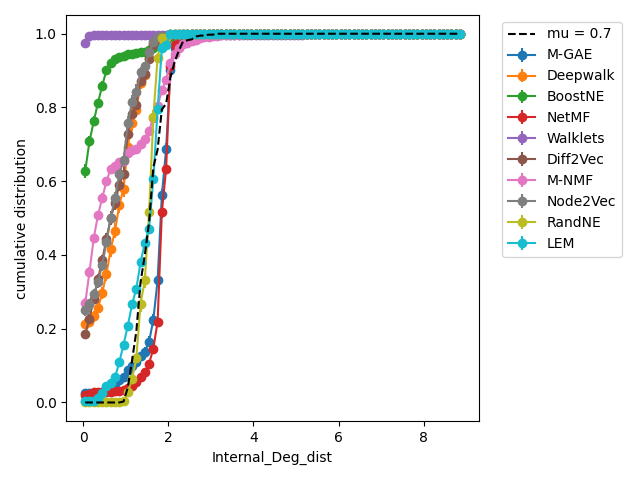 1.0
0.8
0.6
0.4
0.2
0.0
cumulative distribution
0
2
4
6
8
Internal_Deg_dist
mu = 0.7
M-GAE
Deepwalk
BoostNE
NetMF
Walklets
Diff2Vec
M-NMF
Node2Vec
RandNE
LEM